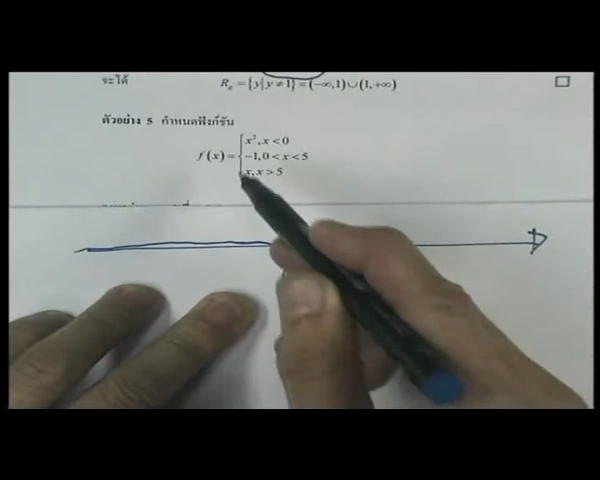 จะได้ R_g = {y| y ≠ 1} = (−∞,1) ∪ (1,+∞)
ตัวอย่าง 5 กำหนดฟังก์ชัน
x², x < 0
f(x) = { −1, 0 < x < 5
x, x > 5